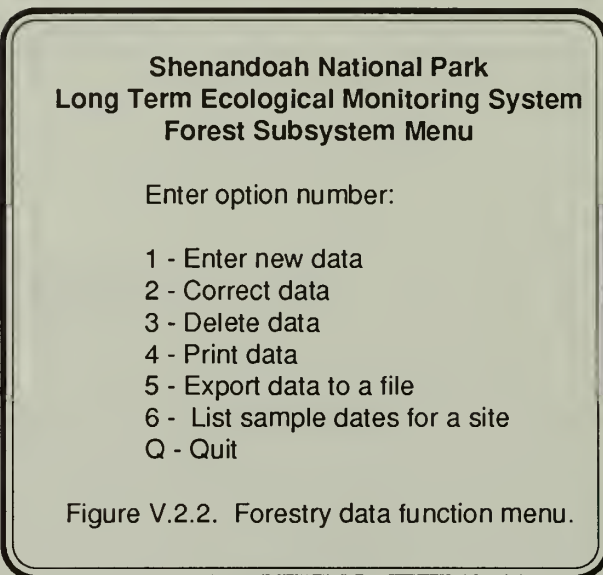 Shenandoah National Park
Long Term Ecological Monitoring System
Forest Subsystem Menu
Enter option number:
1 - Enter new data
2 - Correct data
3 - Delete data
4 - Print data
5 - Export data to a file
6 - List sample dates for a site
Q - Quit
Figure V.2.2. Forestry data function menu.